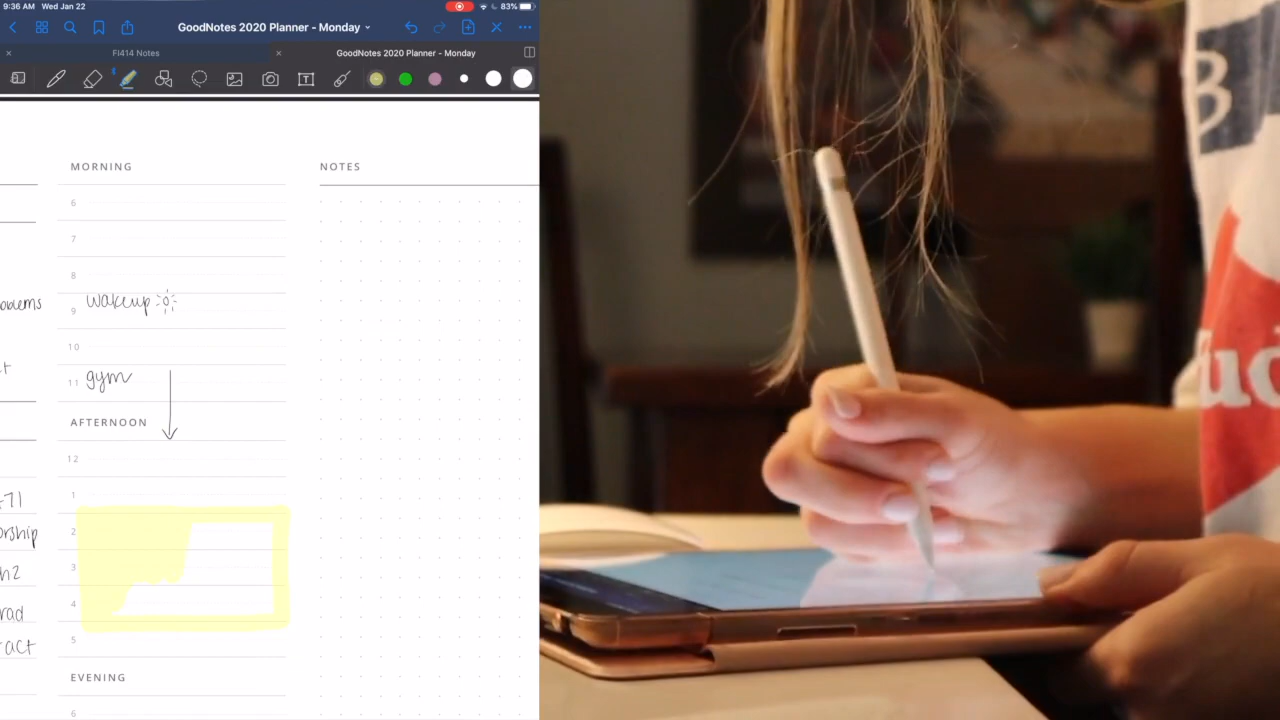 9:36 AM Wed Jan 22
83%
GoodNotes 2020 Planner - Monday
FI414 Notes
GoodNotes 2020 Planner - Monday
MORNING
NOTES
6
7
8
wakeup
9
10
gym
11
AFTERNOON
12
1
2
3
4
5
EVENING
6
B